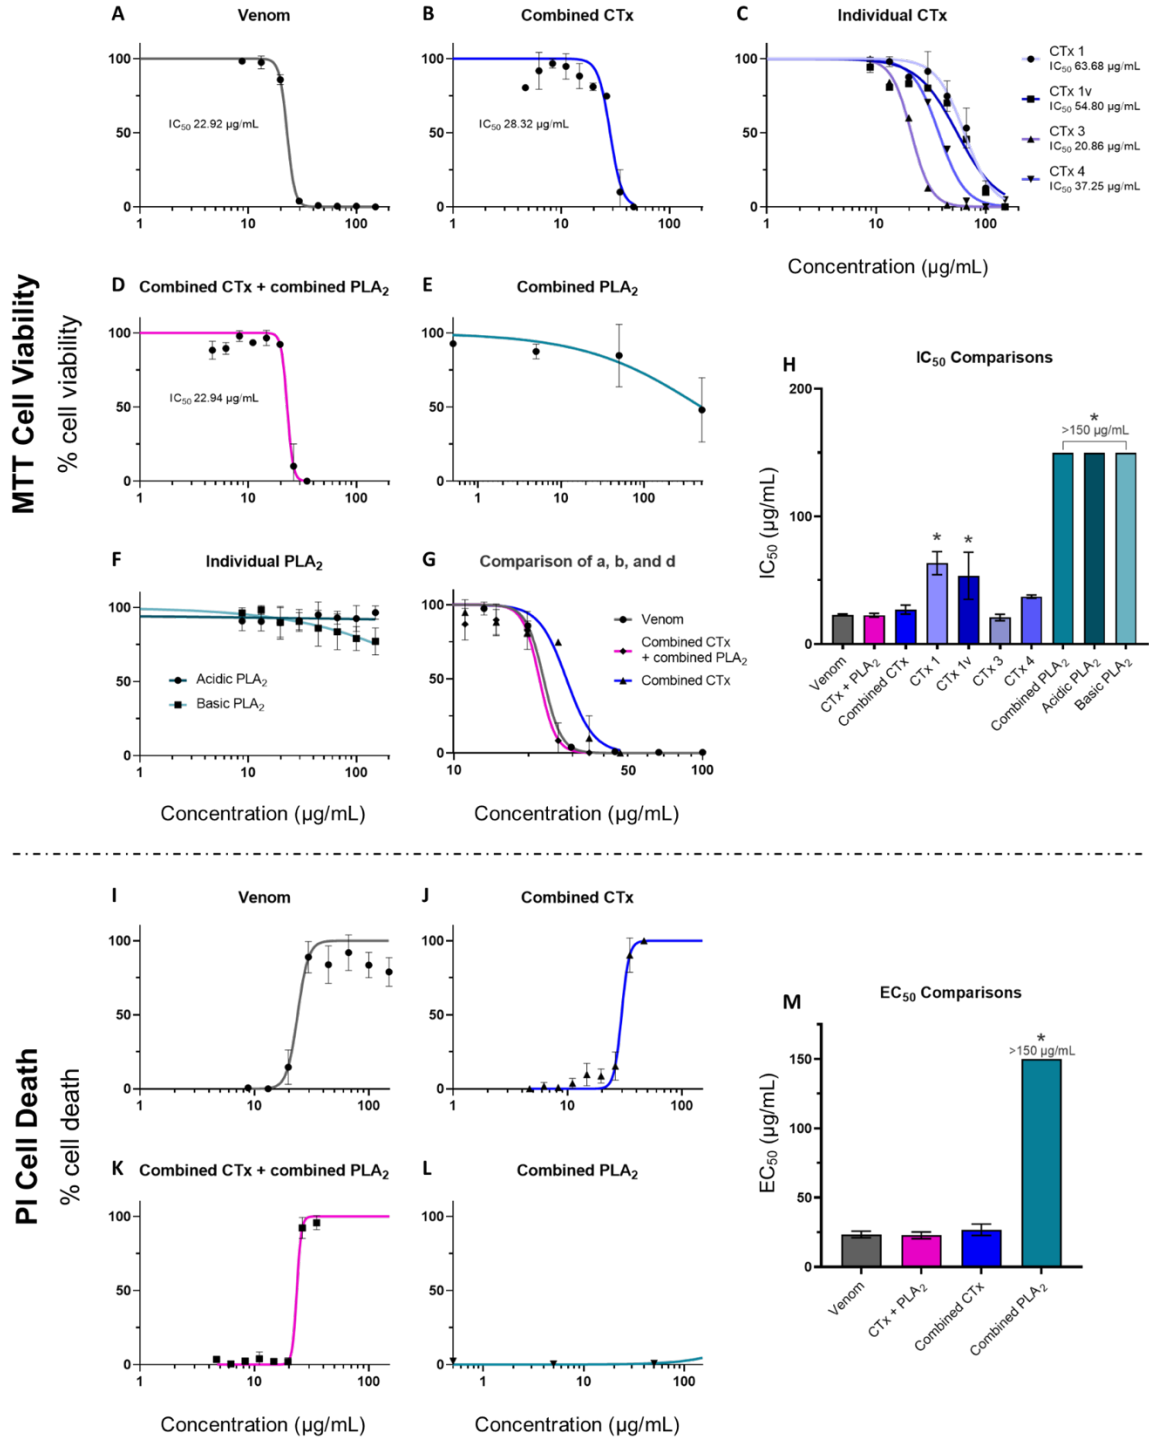 MTT Cell Viability
% cell viability
A Venom
100
50
0
IC50 22.92 µg/mL
1 10 100
B Combined CTx
100
50
0
IC50 28.32 µg/mL
1 10 100
C Individual CTx
100
50
0
1 10 100
CTx 1
IC50 63.68 µg/mL
CTx 1v
IC50 54.80 µg/mL
CTx 3
IC50 20.86 µg/mL
CTx 4
IC50 37.25 µg/mL
Concentration (µg/mL)
D Combined CTx + combined PLA2
100
50
0
IC50 22.94 µg/mL
1 10 100
E Combined PLA2
100
50
0
1 10 100
F Individual PLA2
100
50
0
Acidic PLA2
Basic PLA2
1 10 100
Concentration (µg/mL)
G Comparison of a, b, and d
100
50
0
Venom
Combined CTx
+ combined PLA2
Combined CTx
10 50 100
Concentration (µg/mL)
H IC50 Comparisons
IC50 (µg/mL)
200
100
0
*
*
*
>150 µg/mL
Venom
CTx + PLA2
Combined CTx
CTx 1
CTx 1v
CTx 3
CTx 4
Combined PLA2
Acidic PLA2
Basic PLA2
PI Cell Death
% cell death
I Venom
100
50
0
1 10 100
J Combined CTx
100
50
0
1 10 100
K Combined CTx + combined PLA2
100
50
0
1 10 100
Concentration (µg/mL)
L Combined PLA2
100
50
0
1 10 100
Concentration (µg/mL)
M EC50 Comparisons
EC50 (µg/mL)
150
100
50
0
*
>150 µg/mL
Venom
CTx + PLA2
Combined CTx
Combined PLA2